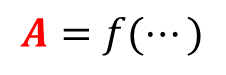 A = f(⋯)